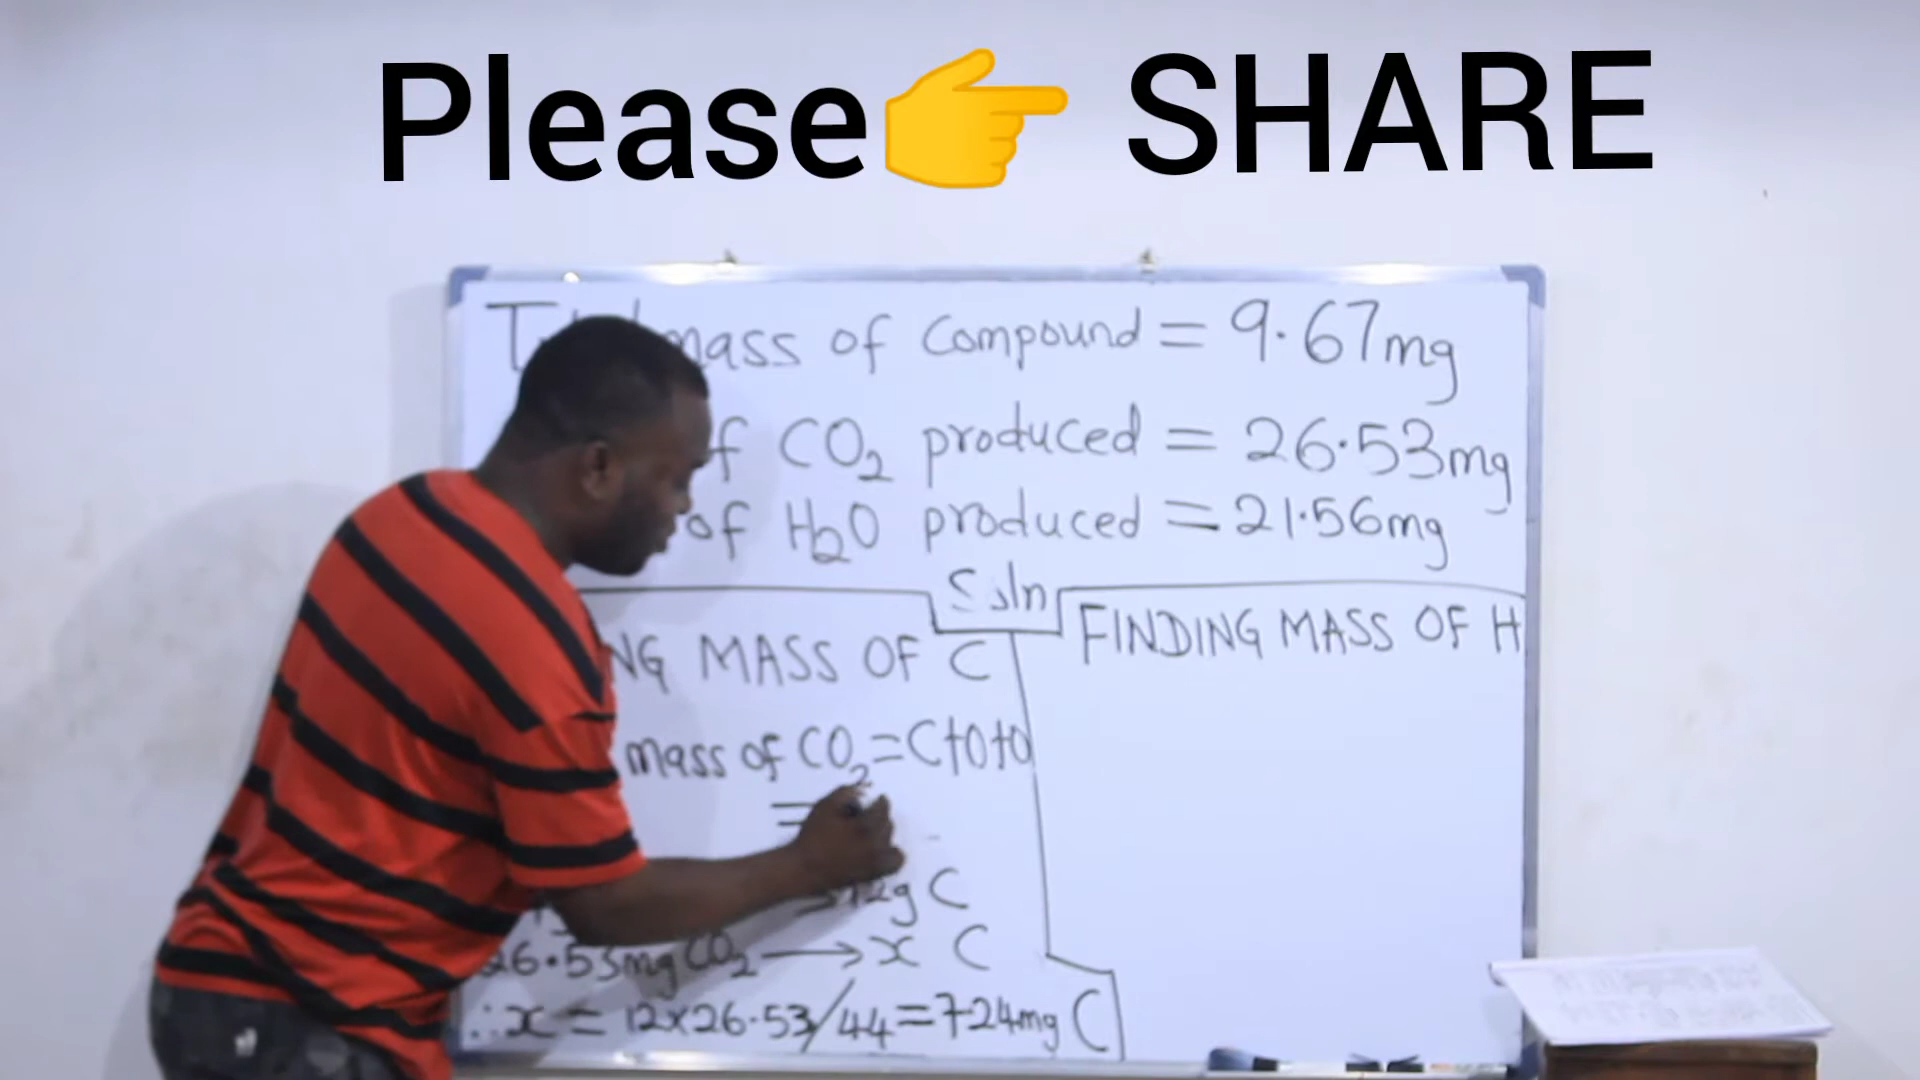 Please👉 SHARE
mass of Compound = 9.67mg
of CO₂ produced = 26.53mg
of H₂O produced = 21.56mg
Soln
MASS OF C
FINDING MASS OF H
mass of CO₂=C+O+O
=
12g C
26.53mg CO₂ → x C
∴x = 12x26.53/44=7.24mg C